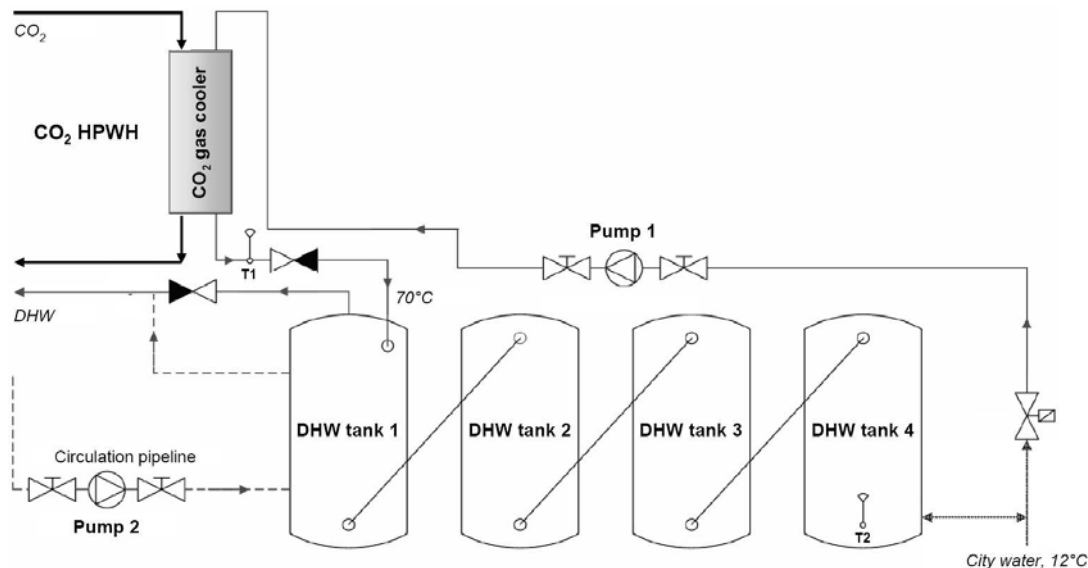 CO₂
CO₂ HPWH
CO₂ gas cooler
T1
Pump 1
70°C
DHW
DHW tank 1
DHW tank 2
DHW tank 3
DHW tank 4
Circulation pipeline
Pump 2
T2
City water, 12°C